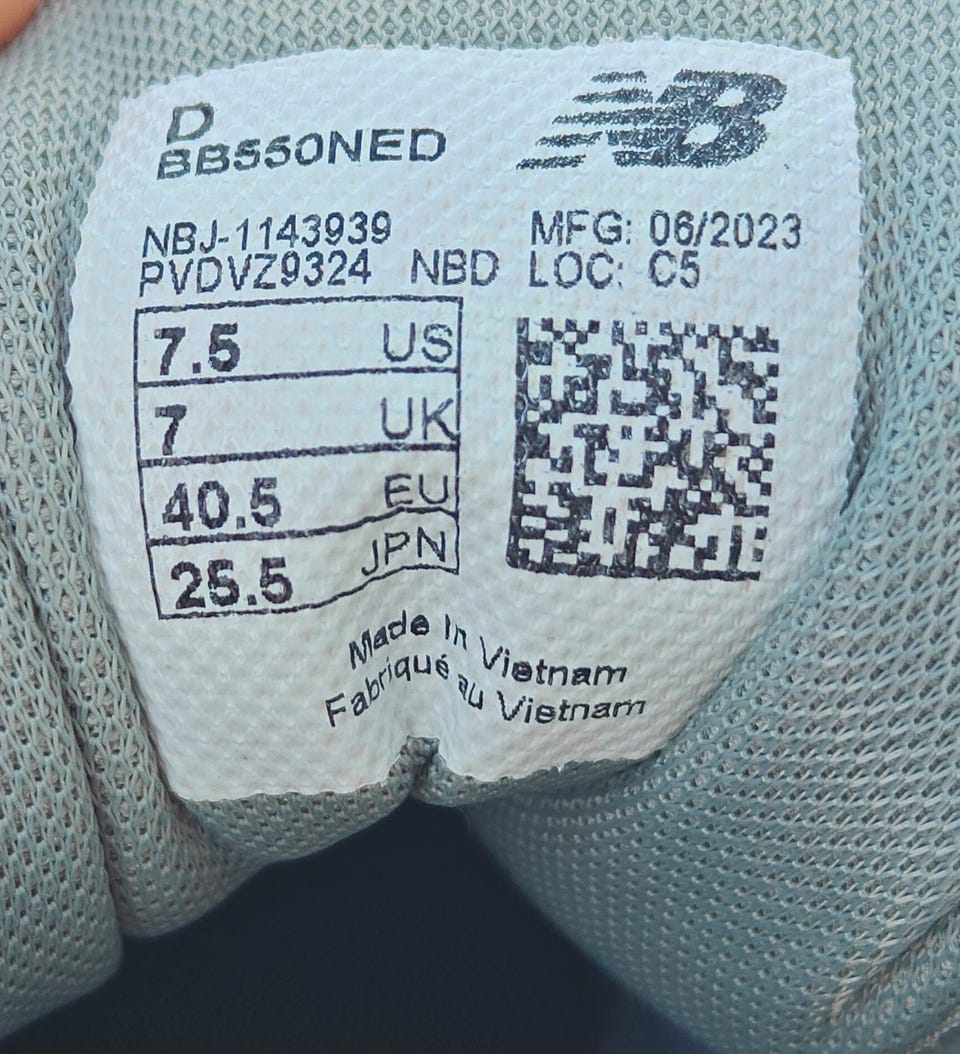 D
BB550NED
NB
NBJ-1143939
PVDVZ9324 NBD
MFG: 06/2023
LOC: C5
7.5 US
7 UK
40.5 EU
25.5 JPN
Made In Vietnam
Fabriqué au Vietnam